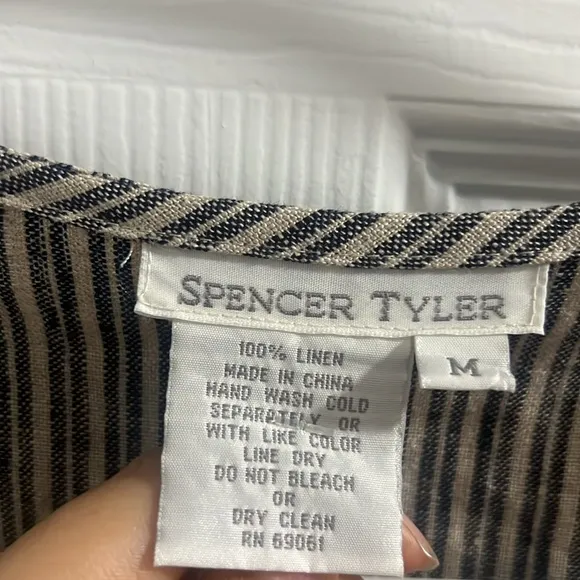 SPENCER TYLER
M
100% LINEN
MADE IN CHINA
HAND WASH COLD
SEPARATELY OR
WITH LIKE COLOR
LINE DRY
DO NOT BLEACH
OR
DRY CLEAN
RN 69061